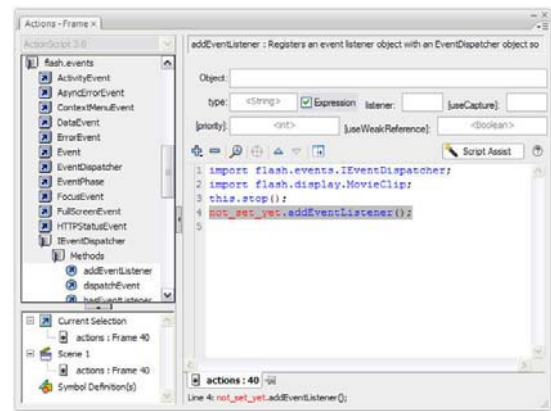 Actions - Frame ×
ActionScript 3.0
flash.events
ActivityEvent
AsyncErrorEvent
ContextMenuEvent
DataEvent
ErrorEvent
Event
EventDispatcher
EventPhase
FocusEvent
FullScreenEvent
HTTPStatusEvent
IEventDispatcher
Methods
addEventListener
dispatchEvent
hasEventListener
Current Selection
actions : Frame 40
Scene 1
actions : Frame 40
Symbol Definition(s)
addEventListener : Registers an event listener object with an EventDispatcher object so
Object:
type: <String> Expression listener: [useCapture]:
[priority]: <int> [useWeakReference]: <Boolean>
Script Assist
1 import flash.events.IEventDispatcher;
2 import flash.display.MovieClip;
3 this.stop();
4 not_set_yet.addEventListener();
5
actions : 40
Line 4: not_set_yet.addEventListener();